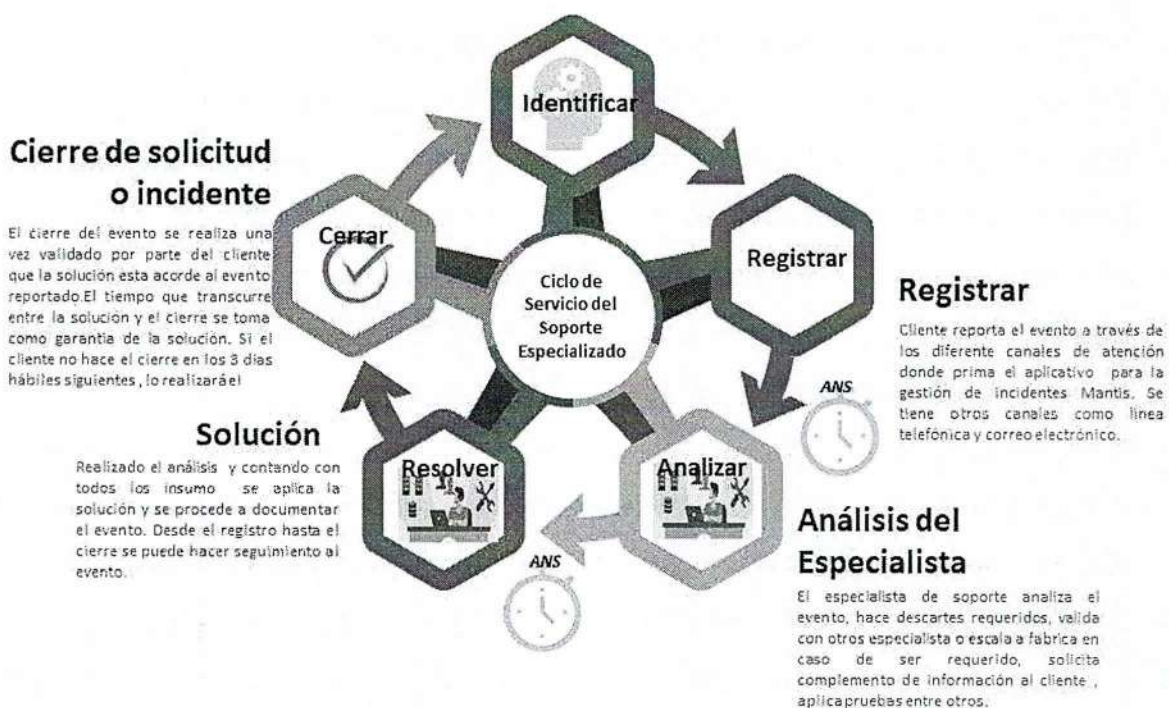 Identificar
Cierre de solicitud
o incidente
El cierre del evento se realiza una
vez validado por parte del cliente
que la solución esta acorde al evento
reportado.El tiempo que transcurre
entre la solución y el cierre se toma
como garantia de la solución. Si el
cliente no hace el cierre en los 3 días
hábiles siguientes , lo realizará el
Cerrar
Ciclo de
Servicio del
Soporte
Especializado
Registrar
Registrar
Cliente reporta el evento a través de
los diferente canales de atención
donde prima el aplicativo para la
gestión de incidentes Mantis. Se
tiene otros canales como linea
telefónica y correo electrónico.
ANS
Solución
Realizado el análisis y contando con
todos los insumo se aplica la
solución y se procede a documentar
el evento. Desde el registro hasta el
cierre se puede hacer seguimiento al
evento.
Resolver
ANS
Analizar
Análisis del
Especialista
El especialista de soporte analiza el
evento, hace descartes requeridos, valida
con otros especialista o escala a fabrica en
caso de ser requerido, solicita
complemento de información al cliente ,
aplica pruebas entre otros.